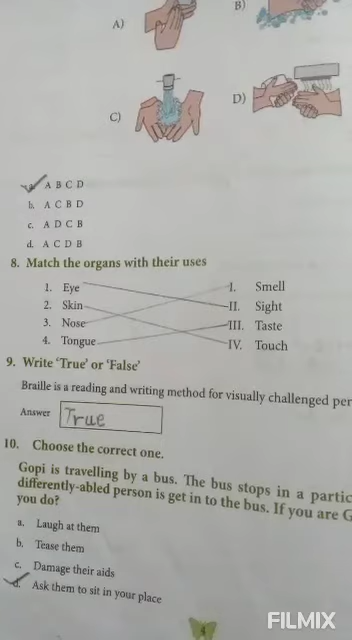 A)
B)
C)
D)
a. A B C D
b. A C B D
c. A D C B
d. A C D B
8. Match the organs with their uses
1. Eye I. Smell
2. Skin II. Sight
3. Nose III. Taste
4. Tongue IV. Touch
9. Write ‘True’ or ‘False’
Braille is a reading and writing method for visually challenged per
Answer True
10. Choose the correct one.
Gopi is travelling by a bus. The bus stops in a partic
differently-abled person is get in to the bus. If you are G
you do?
a. Laugh at them
b. Tease them
c. Damage their aids
d. Ask them to sit in your place
4
FILMIX